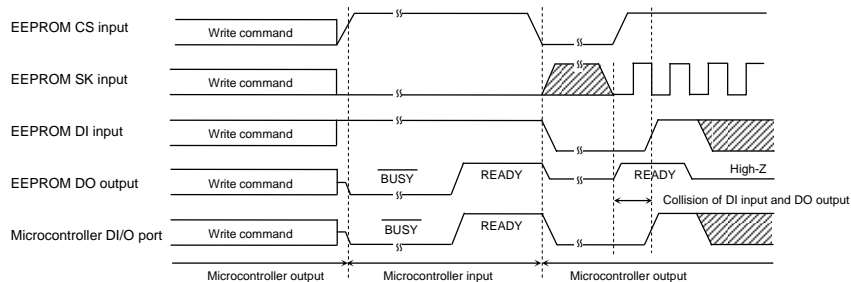 EEPROM CS input
Write command
EEPROM SK input
Write command
EEPROM DI input
Write command
EEPROM DO output
Write command
BUSY
READY
READY
High-Z
Collision of DI input and DO output
Microcontroller DI/O port
Write command
BUSY
READY
Microcontroller output
Microcontroller input
Microcontroller output